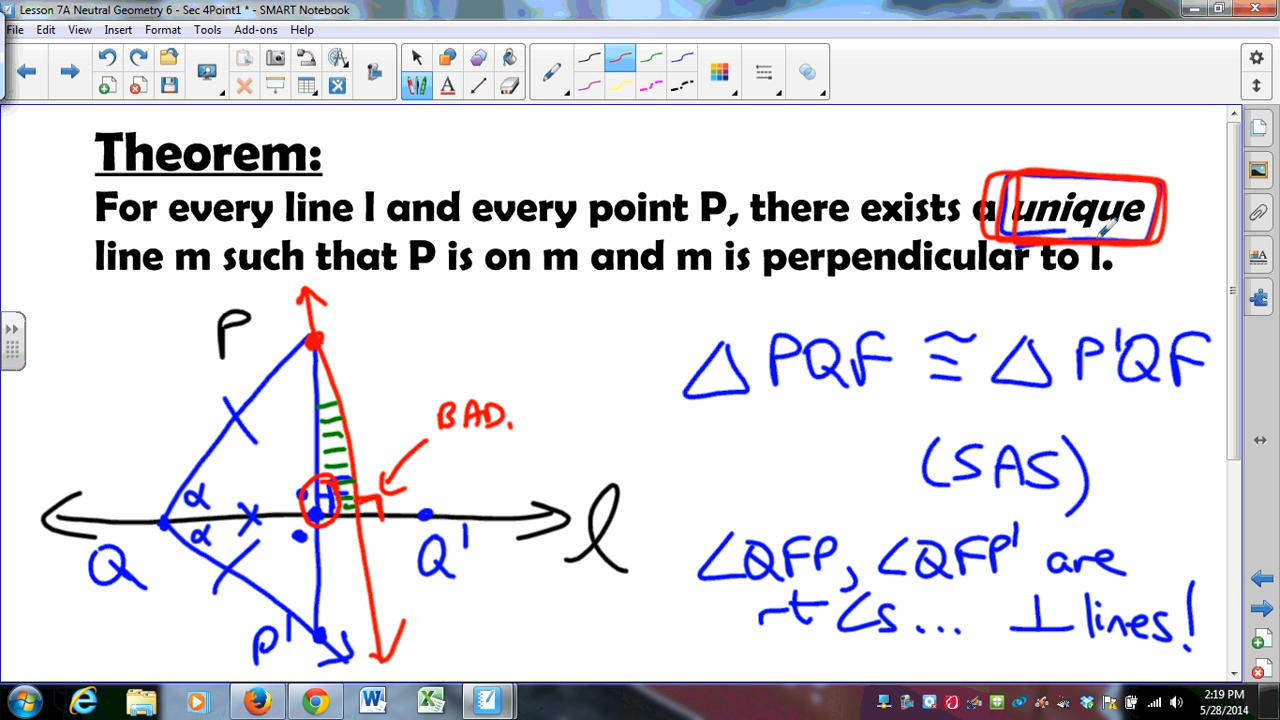 Lesson 7A Neutral Geometry 6 - Sec 4Point1 * - SMART Notebook
File Edit View Insert Format Tools Add-ons Help
Theorem:
For every line l and every point P, there exists a unique
line m such that P is on m and m is perpendicular to l.
P
△PQF ≅ △P'QF
BAD.
(SAS)
α
α
Q
Q'
l
∠QFP, ∠QFP' are
rt ∠s... ⊥ lines!
P'
2:19 PM
5/28/2014